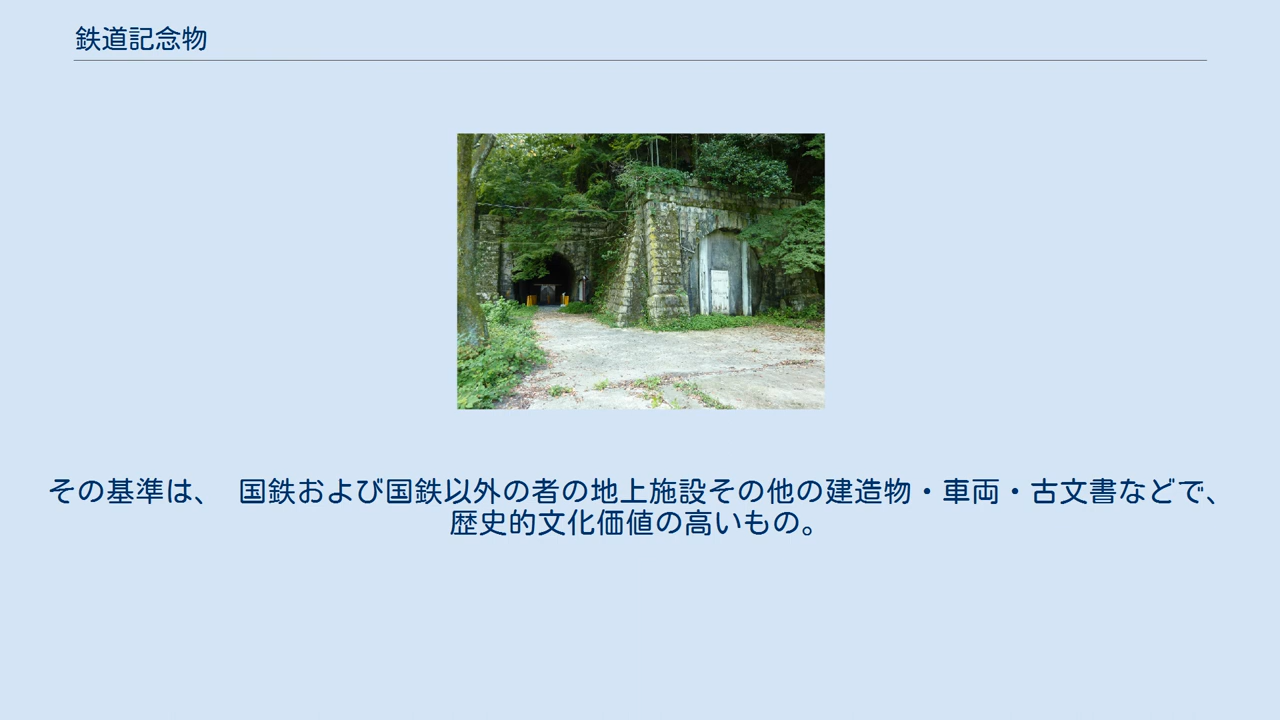 鉄道記念物
その基準は、　国鉄および国鉄以外の者の地上施設その他の建造物・車両・古文書などで、
歴史的文化価値の高いもの。